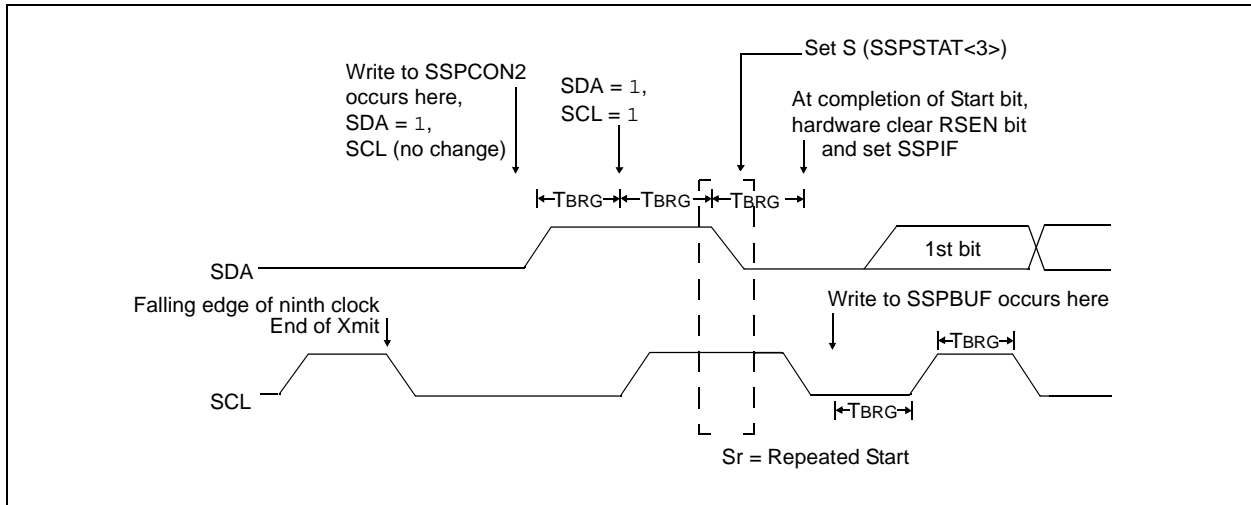 Set S (SSPSTAT<3>)
Write to SSPCON2
occurs here,
SDA = 1,
SCL (no change)
SDA = 1,
SCL = 1
At completion of Start bit,
hardware clear RSEN bit
and set SSPIF
TBRG
TBRG
TBRG
SDA
1st bit
Falling edge of ninth clock
End of Xmit
Write to SSPBUF occurs here
TBRG
SCL
TBRG
Sr = Repeated Start